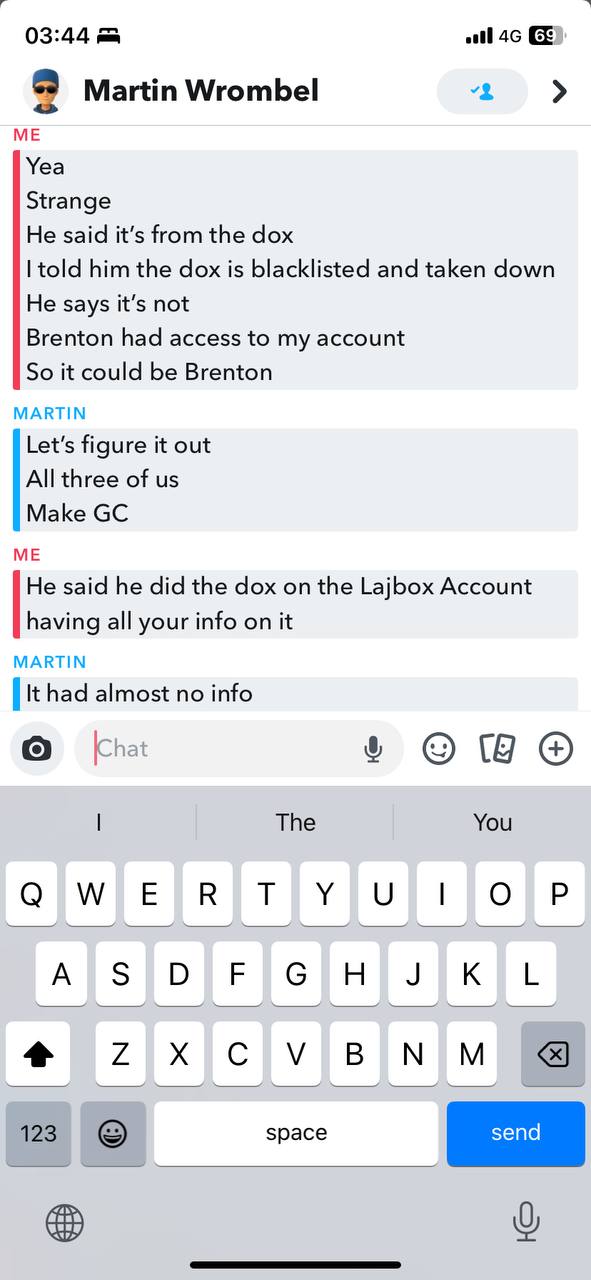 03:44
4G 69
Martin Wrombel
ME
Yea
Strange
He said it’s from the dox
I told him the dox is blacklisted and taken down
He says it’s not
Brenton had access to my account
So it could be Brenton
MARTIN
Let’s figure it out
All three of us
Make GC
ME
He said he did the dox on the Lajbox Account
having all your info on it
MARTIN
It had almost no info
Chat
I The You
Q W E R T Y U I O P
A S D F G H J K L
Z X C V B N M
123 space send